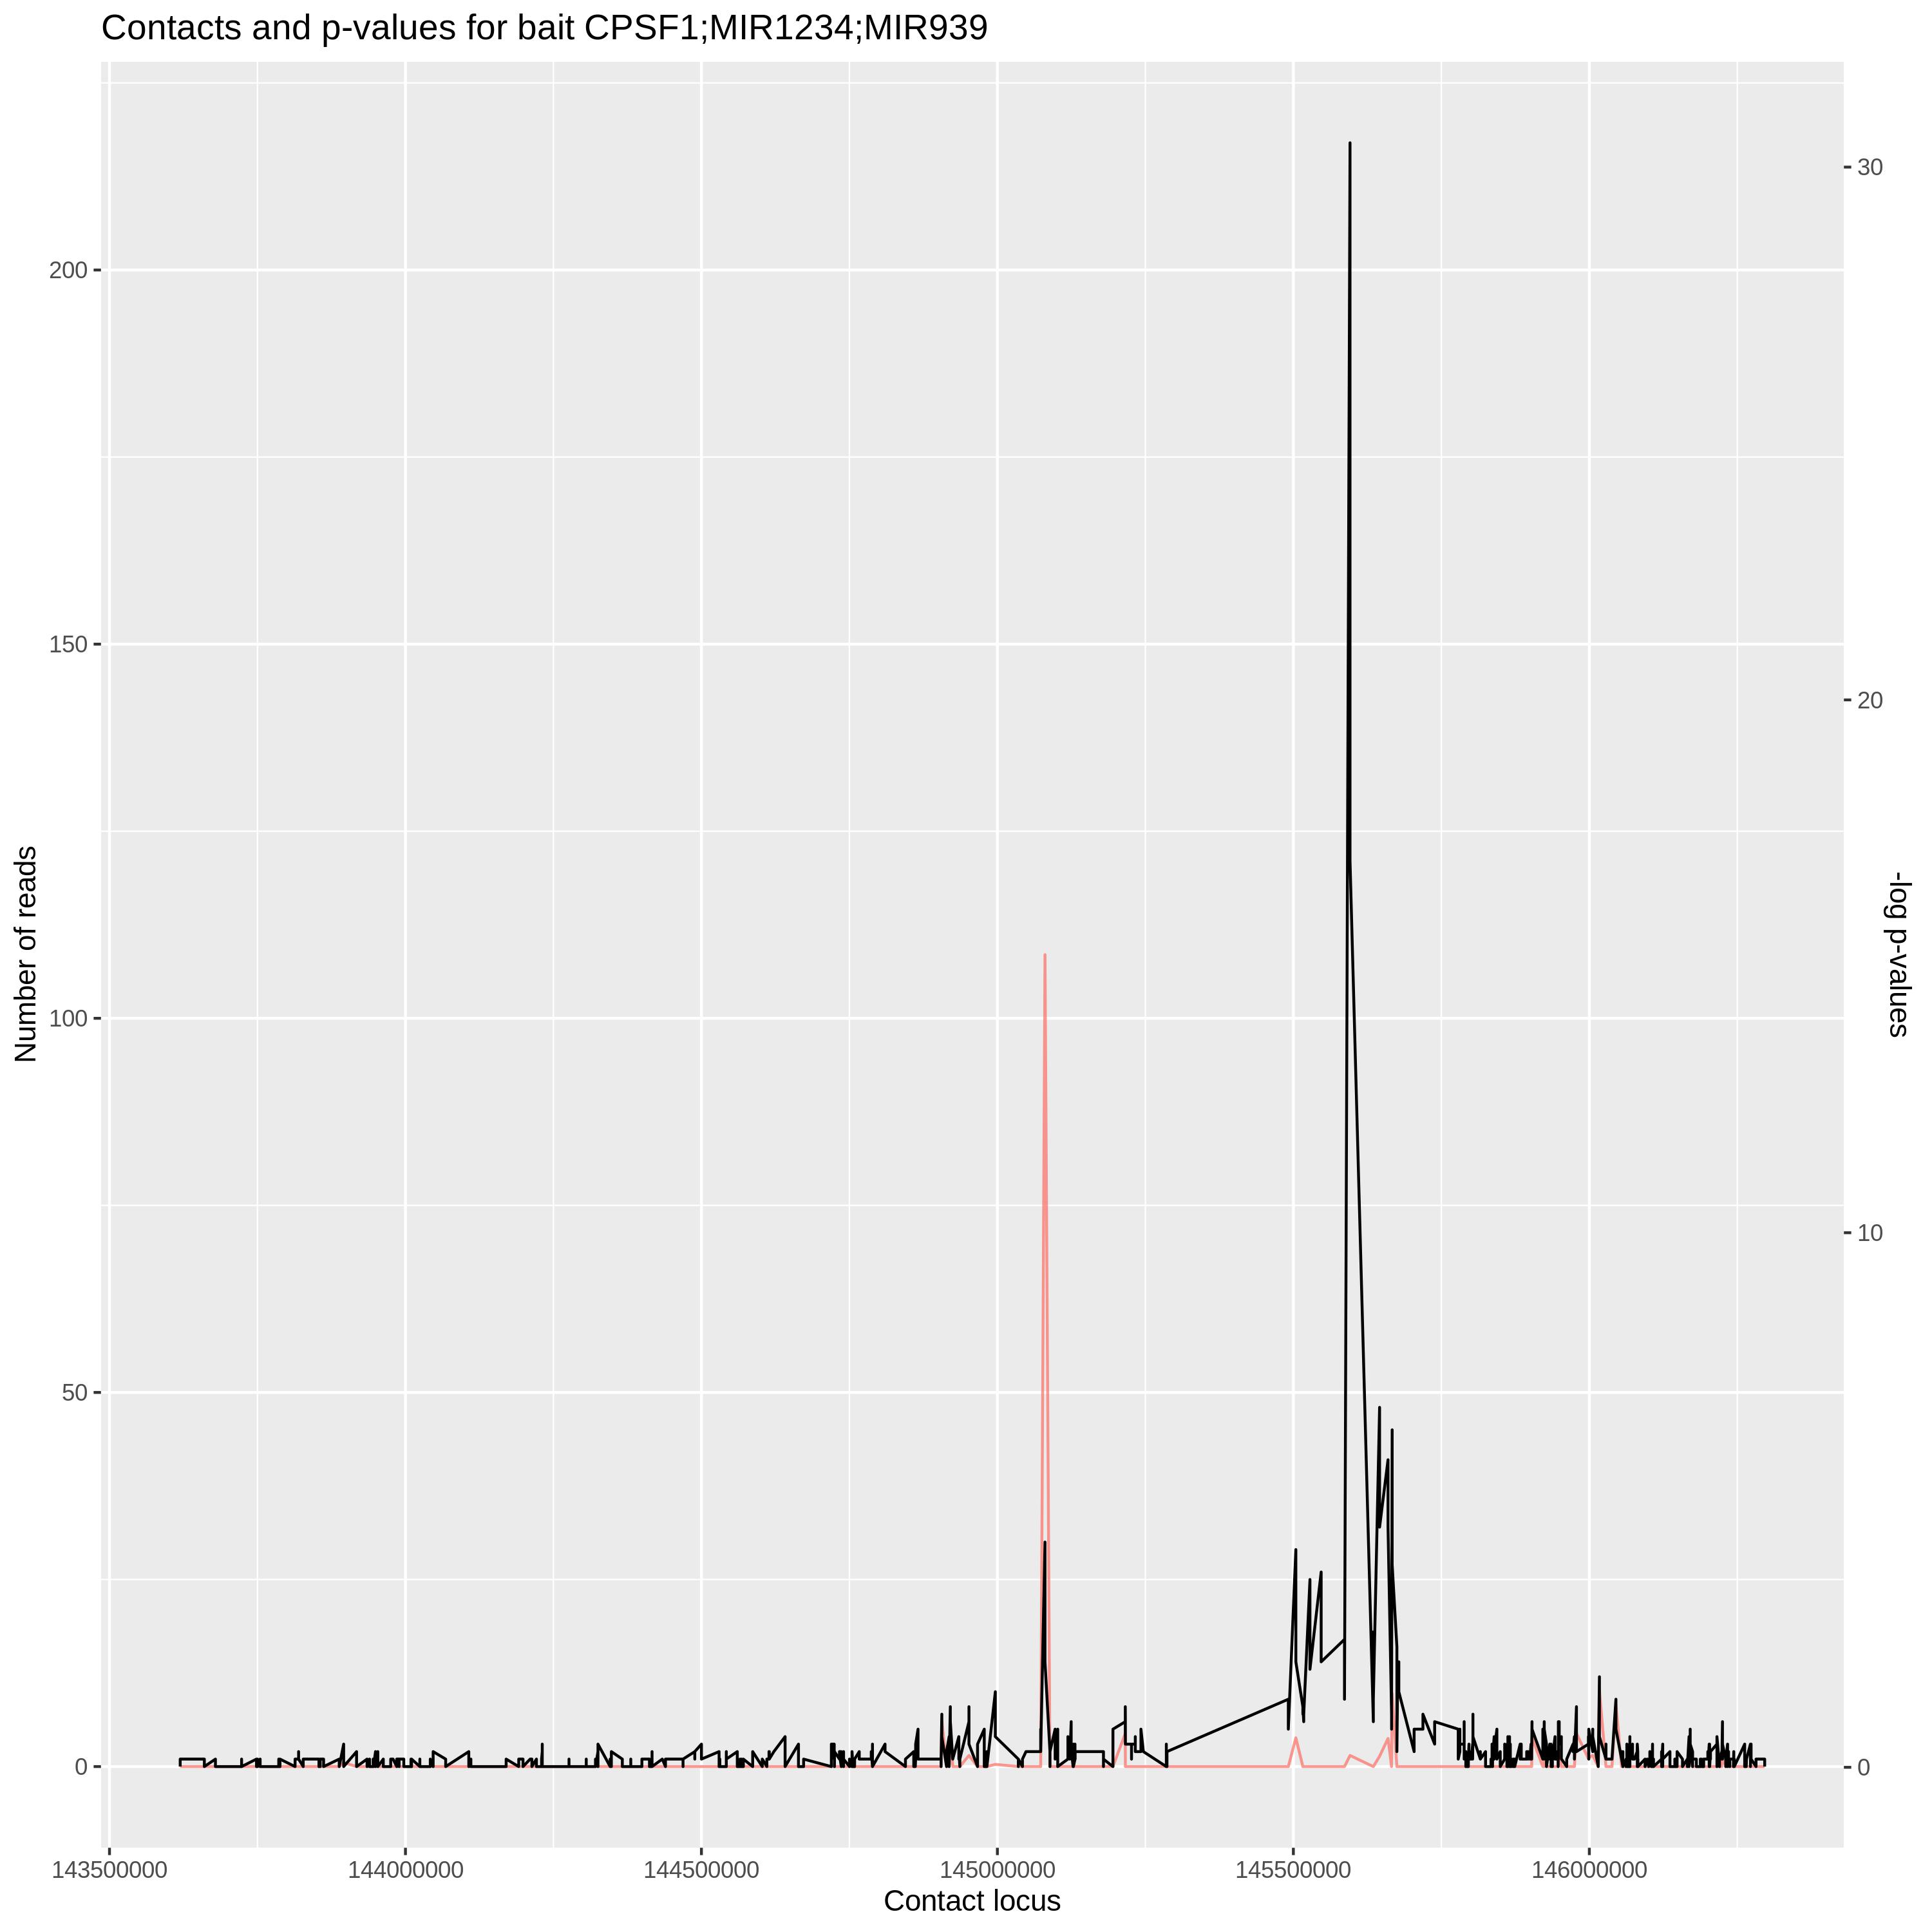 Contacts and p-values for bait CPSF1;MIR1234;MIR939
Number of reads
200
150
100
50
0
30
20
10
0
-log p-values
143500000 144000000 144500000 145000000 145500000 146000000
Contact locus